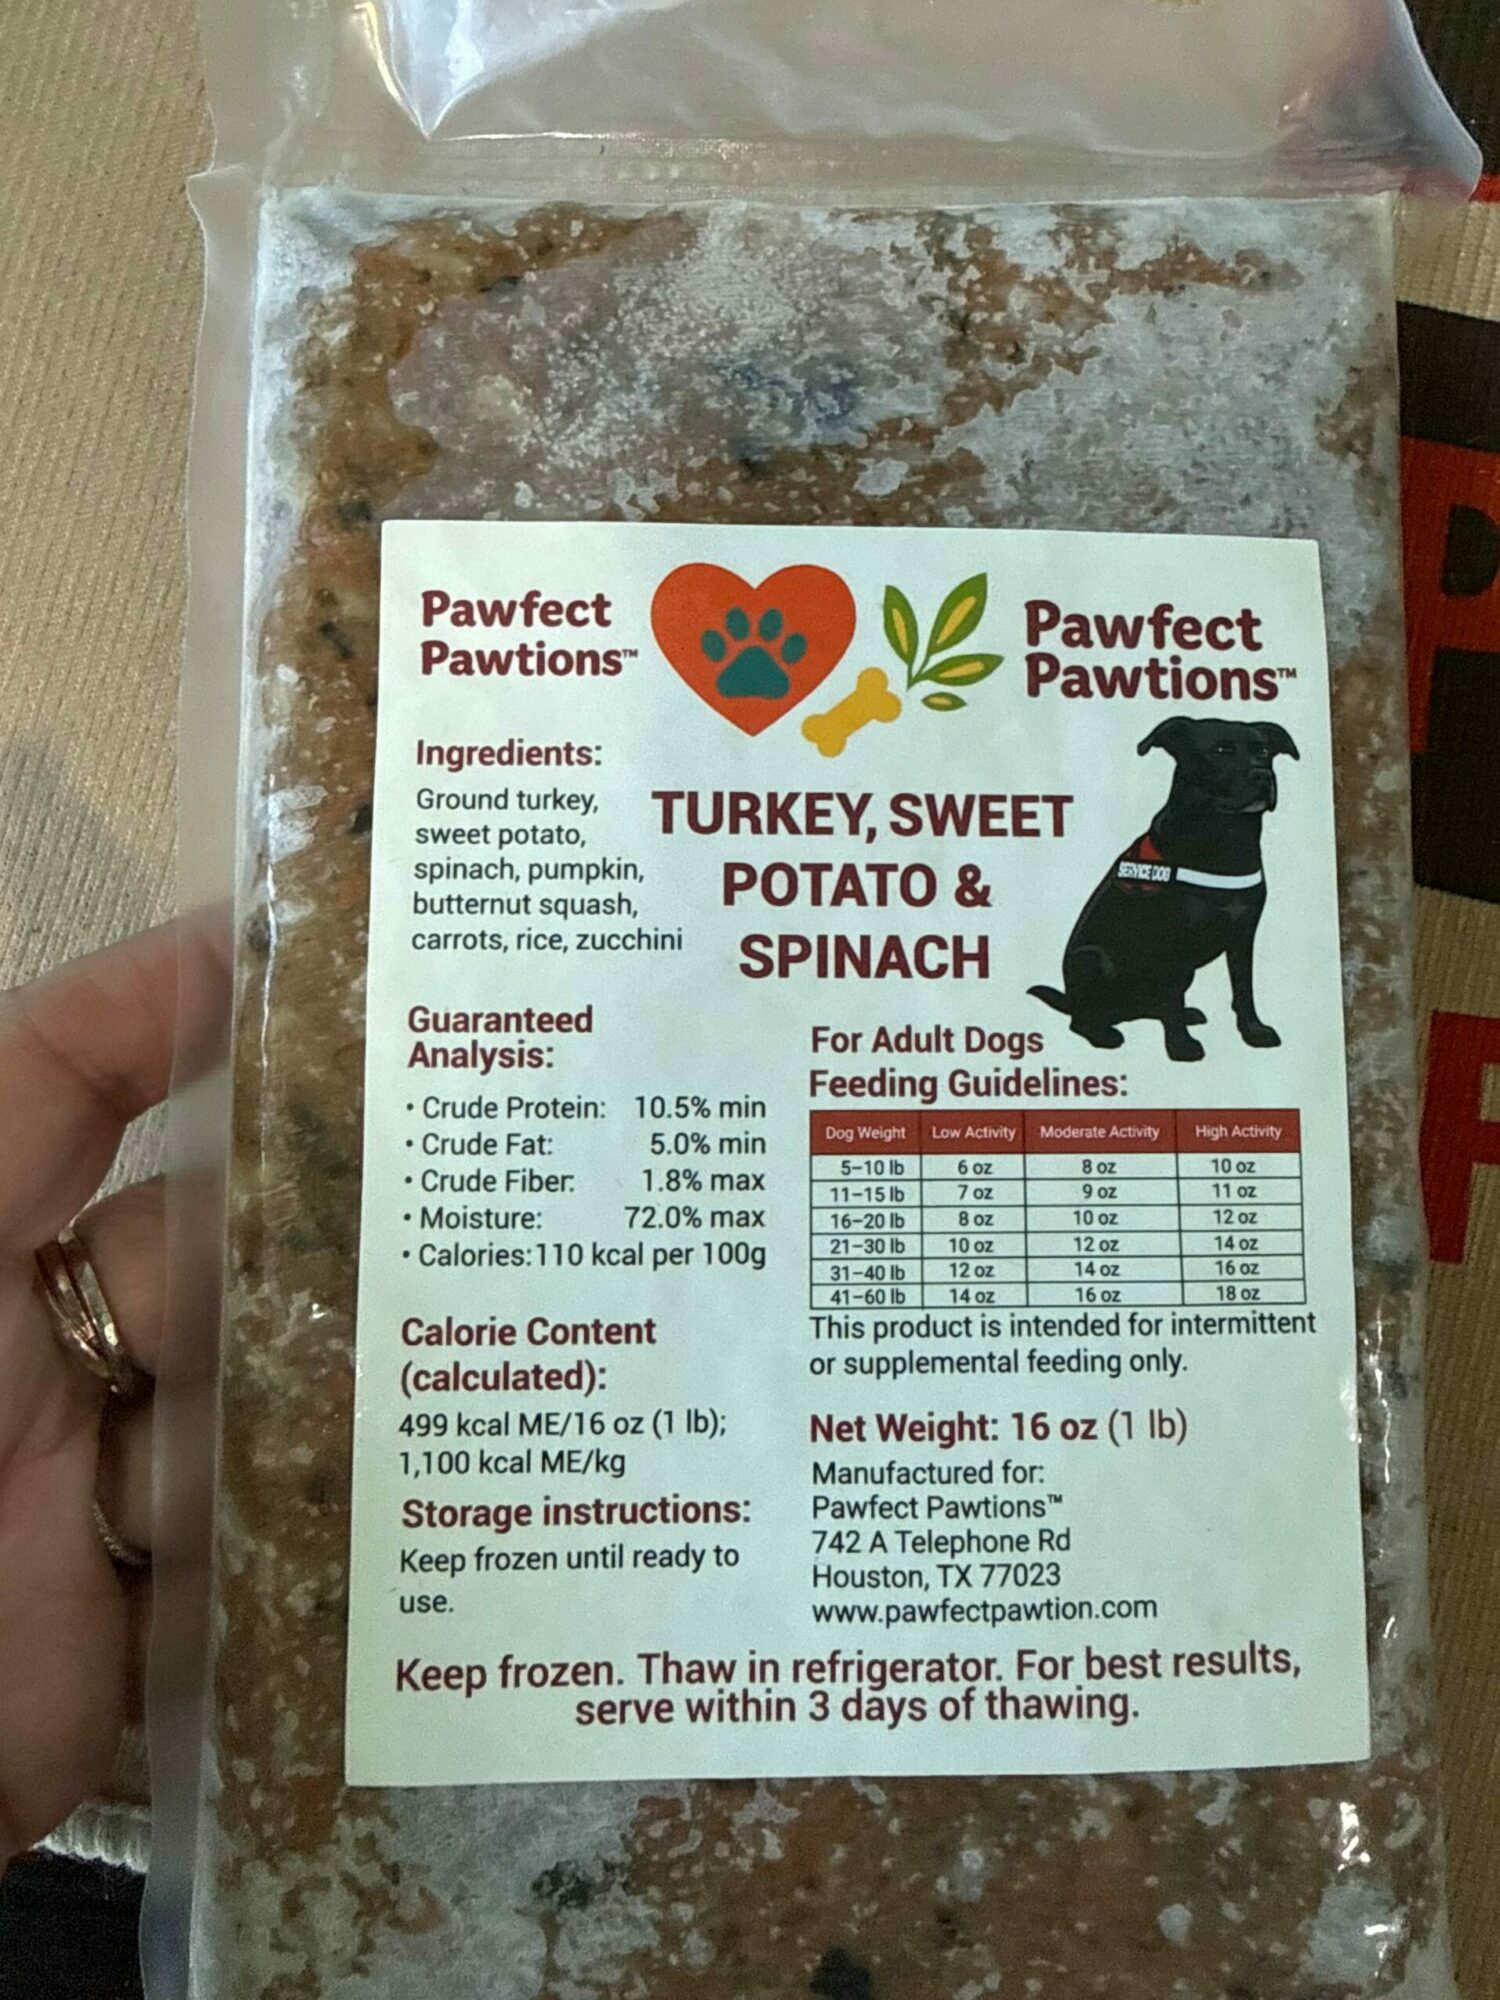 Pawfect
Pawtions™
Pawfect
Pawtions™
Ingredients:
Ground turkey,
sweet potato,
spinach, pumpkin,
butternut squash,
carrots, rice, zucchini
TURKEY, SWEET
POTATO &
SPINACH
SERVICE DOG
Guaranteed
Analysis:
• Crude Protein: 10.5% min
• Crude Fat: 5.0% min
• Crude Fiber: 1.8% max
• Moisture: 72.0% max
• Calories: 110 kcal per 100g
Calorie Content
(calculated):
499 kcal ME/16 oz (1 lb);
1,100 kcal ME/kg
Storage instructions:
Keep frozen until ready to
use.
For Adult Dogs
Feeding Guidelines:
Dog Weight Low Activity Moderate Activity High Activity
5–10 lb 6 oz 8 oz 10 oz
11–15 lb 7 oz 9 oz 11 oz
16–20 lb 8 oz 10 oz 12 oz
21–30 lb 10 oz 12 oz 14 oz
31–40 lb 12 oz 14 oz 16 oz
41–60 lb 14 oz 16 oz 18 oz
This product is intended for intermittent
or supplemental feeding only.
Net Weight: 16 oz (1 lb)
Manufactured for:
Pawfect Pawtions™
742 A Telephone Rd
Houston, TX 77023
www.pawfectpawtion.com
Keep frozen. Thaw in refrigerator. For best results,
serve within 3 days of thawing.